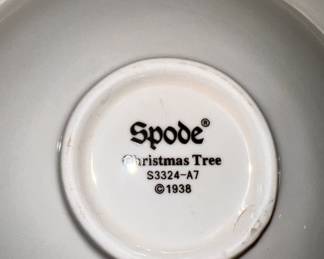 Spode®
Christmas Tree
S3324-A7
©1938